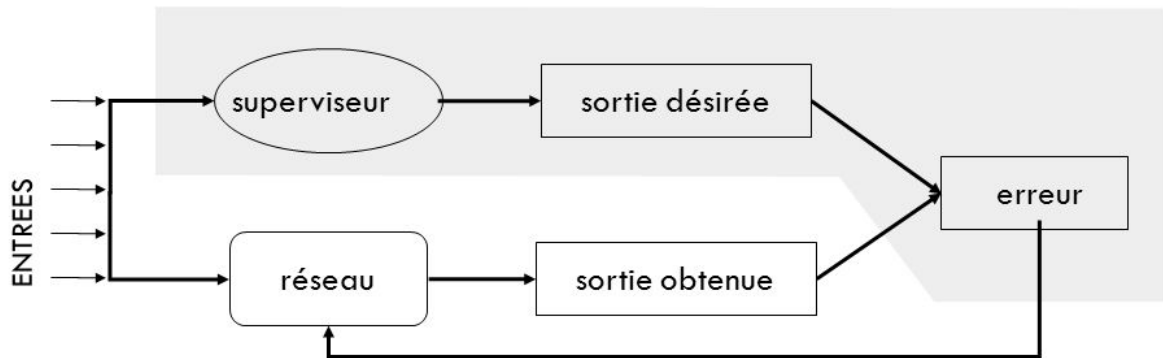 ENTREES
superviseur
sortie désirée
erreur
réseau
sortie obtenue